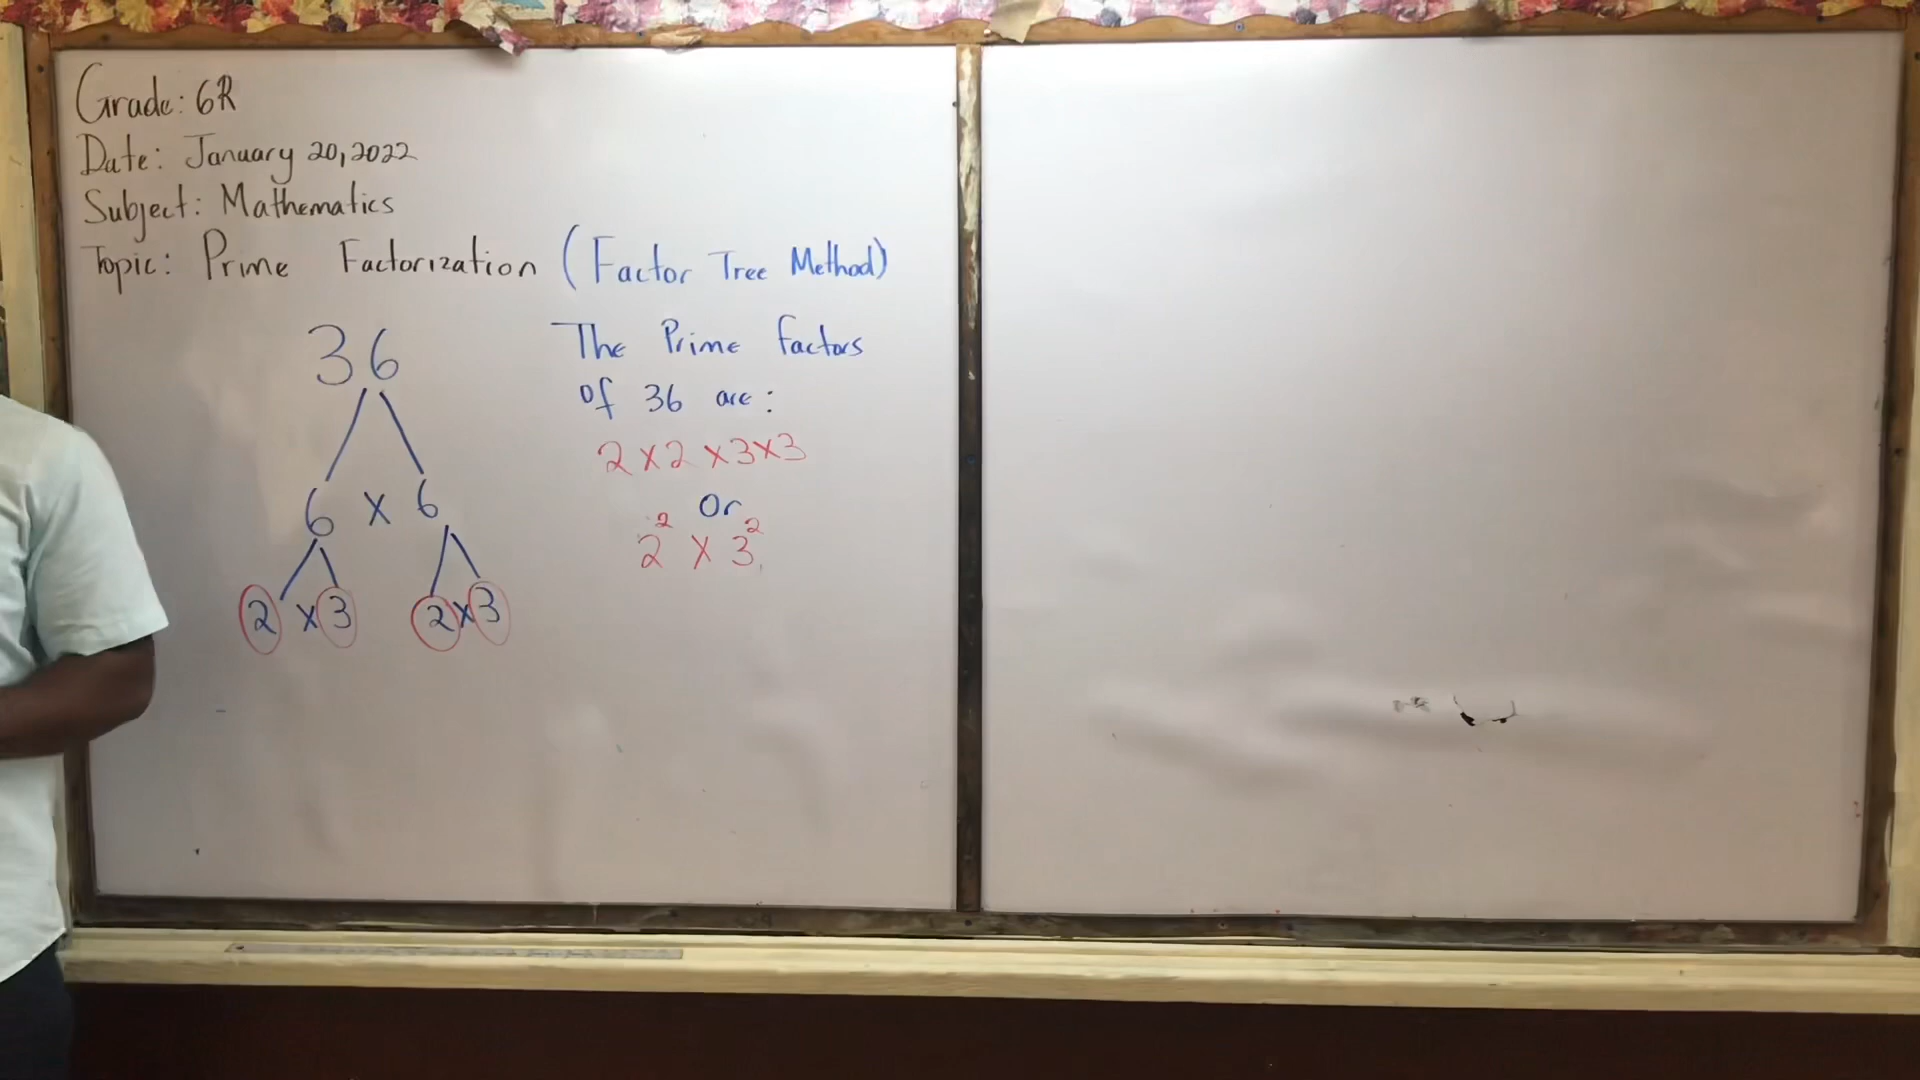 Grade: 6R
Date: January 20, 2022
Subject: Mathematics
Topic: Prime Factorization (Factor Tree Method)
36
6 x 6
2 x 3 2 x 3
The Prime factors
of 36 are:
2 x 2 x 3 x 3
Or
2² x 3²